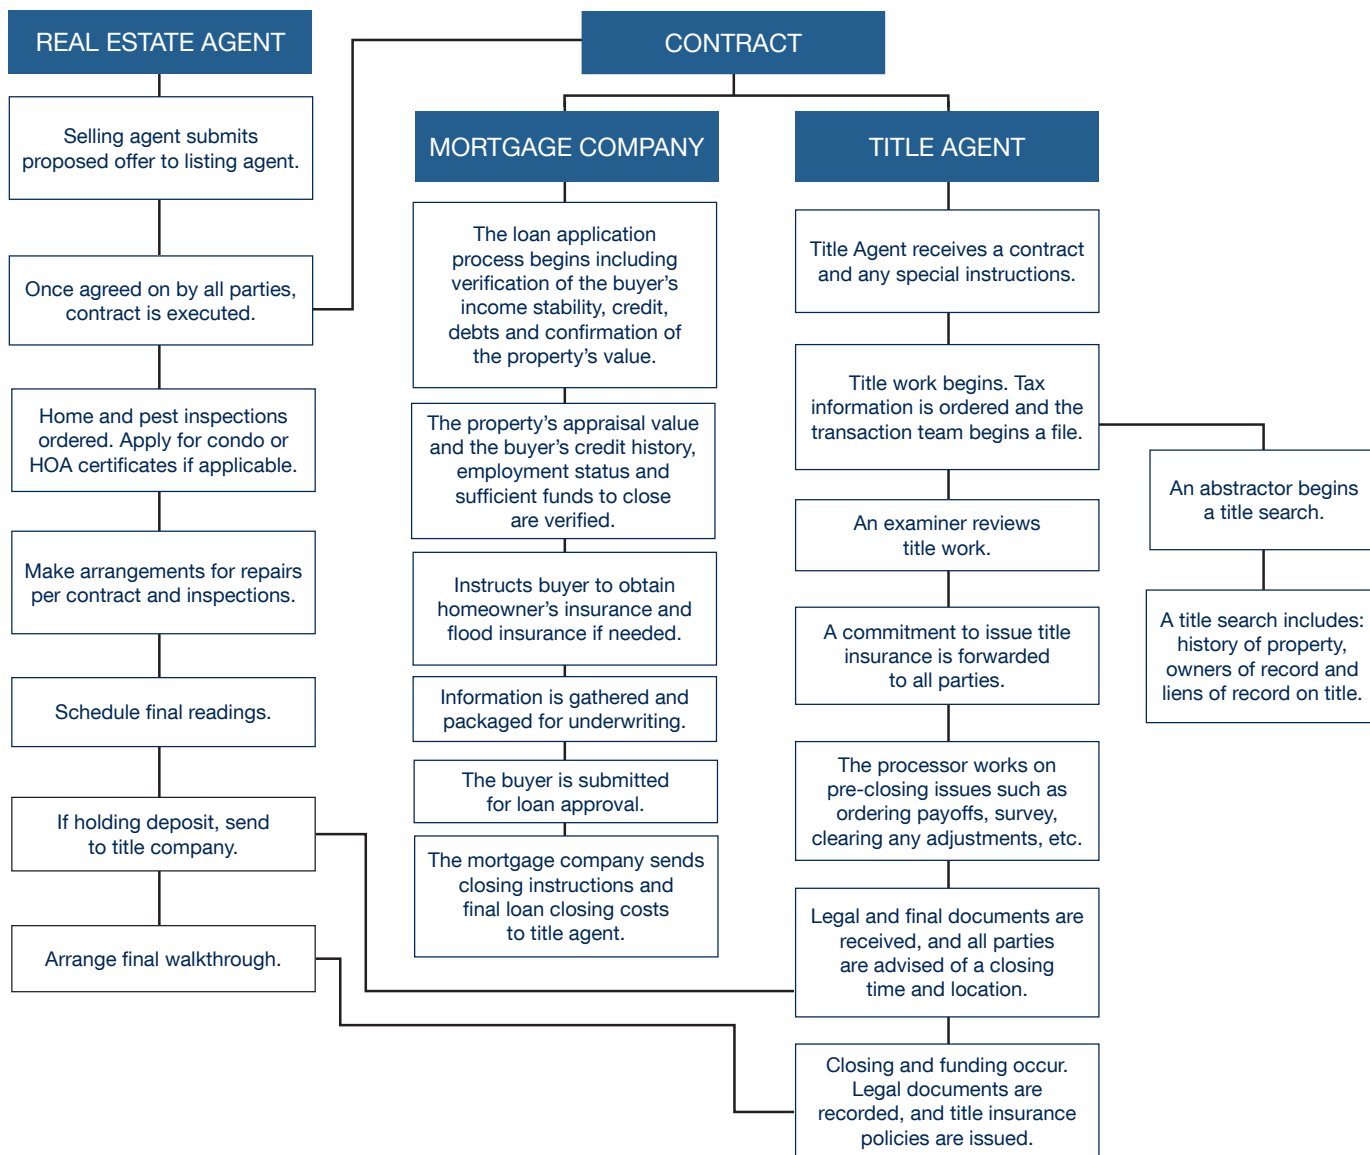 REAL ESTATE AGENT
Selling agent submits
proposed offer to listing agent.
Once agreed on by all parties,
contract is executed.
Home and pest inspections
ordered. Apply for condo or
HOA certificates if applicable.
Make arrangements for repairs
per contract and inspections.
Schedule final readings.
If holding deposit, send
to title company.
Arrange final walkthrough.
CONTRACT
MORTGAGE COMPANY
The loan application
process begins including
verification of the buyer’s
income stability, credit,
debts and confirmation of
the property’s value.
The property’s appraisal value
and the buyer’s credit history,
employment status and
sufficient funds to close
are verified.
Instructs buyer to obtain
homeowner’s insurance and
flood insurance if needed.
Information is gathered and
packaged for underwriting.
The buyer is submitted
for loan approval.
The mortgage company sends
closing instructions and
final loan closing costs
to title agent.
TITLE AGENT
Title Agent receives a contract
and any special instructions.
Title work begins. Tax
information is ordered and the
transaction team begins a file.
An examiner reviews
title work.
A commitment to issue title
insurance is forwarded
to all parties.
The processor works on
pre-closing issues such as
ordering payoffs, survey,
clearing any adjustments, etc.
Legal and final documents are
received, and all parties
are advised of a closing
time and location.
Closing and funding occur.
Legal documents are
recorded, and title insurance
policies are issued.
An abstractor begins
a title search.
A title search includes:
history of property,
owners of record and
liens of record on title.